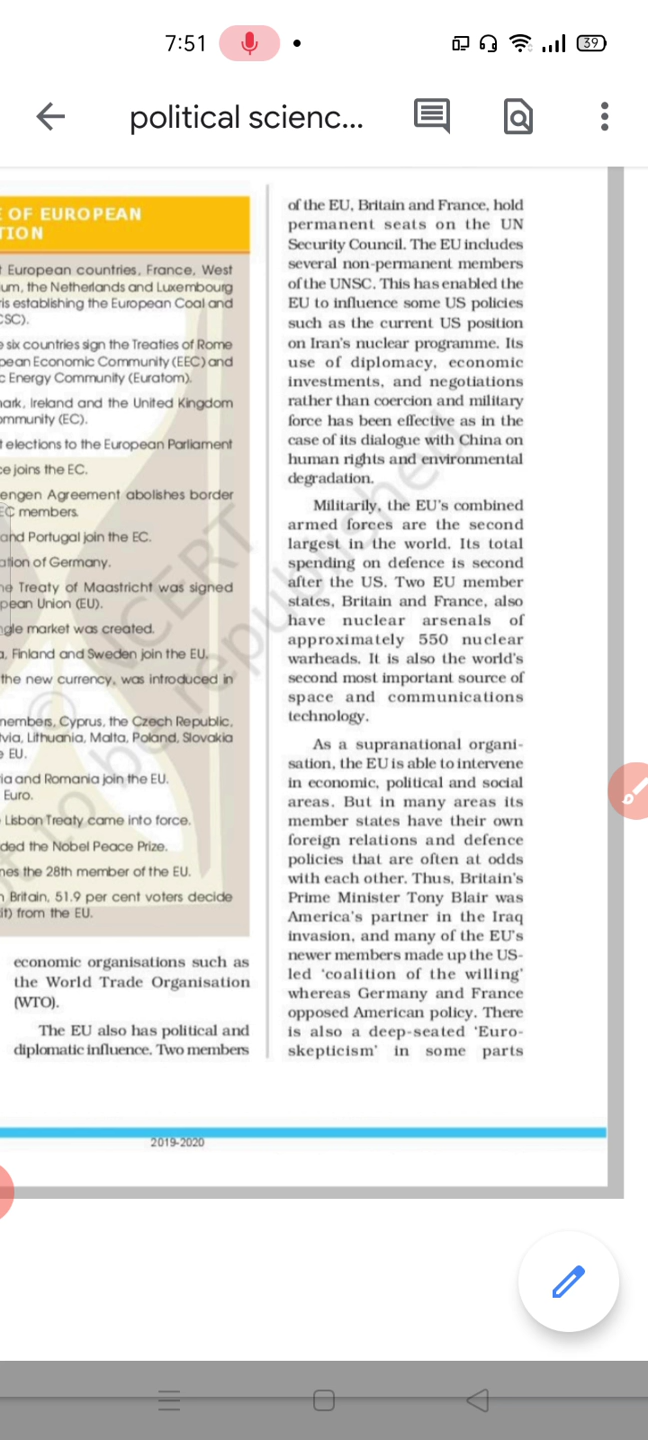 7:51
39
political scienc...
E OF EUROPEAN
TION
t European countries, France, West
um, the Netherlands and Luxembourg
ris establishing the European Coal and
CSC).
e six countries sign the Treaties of Rome
pean Economic Community (EEC) and
c Energy Community (Euratom).
ark, Ireland and the United Kingdom
ommunity (EC).
t elections to the European Parliament
ce joins the EC.
engen Agreement abolishes border
EC members.
and Portugal join the EC.
ation of Germany.
he Treaty of Maastricht was signed
pean Union (EU).
ngle market was created.
a, Finland and Sweden join the EU.
the new currency, was introduced in
members, Cyprus, the Czech Republic,
tvia, Lithuania, Malta, Poland, Slovakia
e EU.
ia and Romania join the EU.
Euro.
Lisbon Treaty came into force.
ded the Nobel Peace Prize.
nes the 28th member of the EU.
n Britain, 51.9 per cent voters decide
it) from the EU.
economic organisations such as
the World Trade Organisation
(WTO).
The EU also has political and
diplomatic influence. Two members
of the EU, Britain and France, hold
permanent seats on the UN
Security Council. The EU includes
several non-permanent members
of the UNSC. This has enabled the
EU to influence some US policies
such as the current US position
on Iran's nuclear programme. Its
use of diplomacy, economic
investments, and negotiations
rather than coercion and military
force has been effective as in the
case of its dialogue with China on
human rights and environmental
degradation.
Militarily, the EU's combined
armed forces are the second
largest in the world. Its total
spending on defence is second
after the US. Two EU member
states, Britain and France, also
have nuclear arsenals of
approximately 550 nuclear
warheads. It is also the world's
second most important source of
space and communications
technology.
As a supranational organi-
sation, the EU is able to intervene
in economic, political and social
areas. But in many areas its
member states have their own
foreign relations and defence
policies that are often at odds
with each other. Thus, Britain's
Prime Minister Tony Blair was
America's partner in the Iraq
invasion, and many of the EU's
newer members made up the US-
led 'coalition of the willing'
whereas Germany and France
opposed American policy. There
is also a deep-seated 'Euro-
skepticism' in some parts
© NCERT
not to be republished
2019-2020